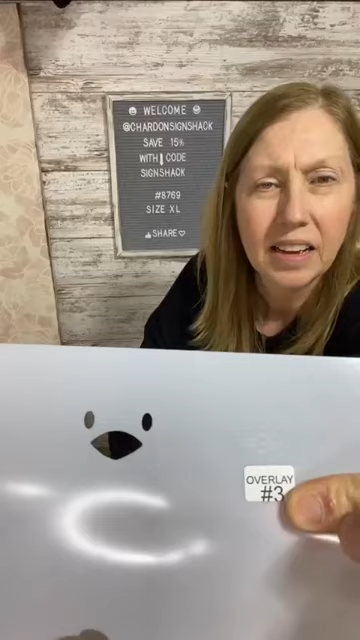 WELCOME
@CHARDONSIGNSHACK
SAVE 15%
WITH CODE
SIGNSHACK
#8769
SIZE XL
SHARE
OVERLAY
#3